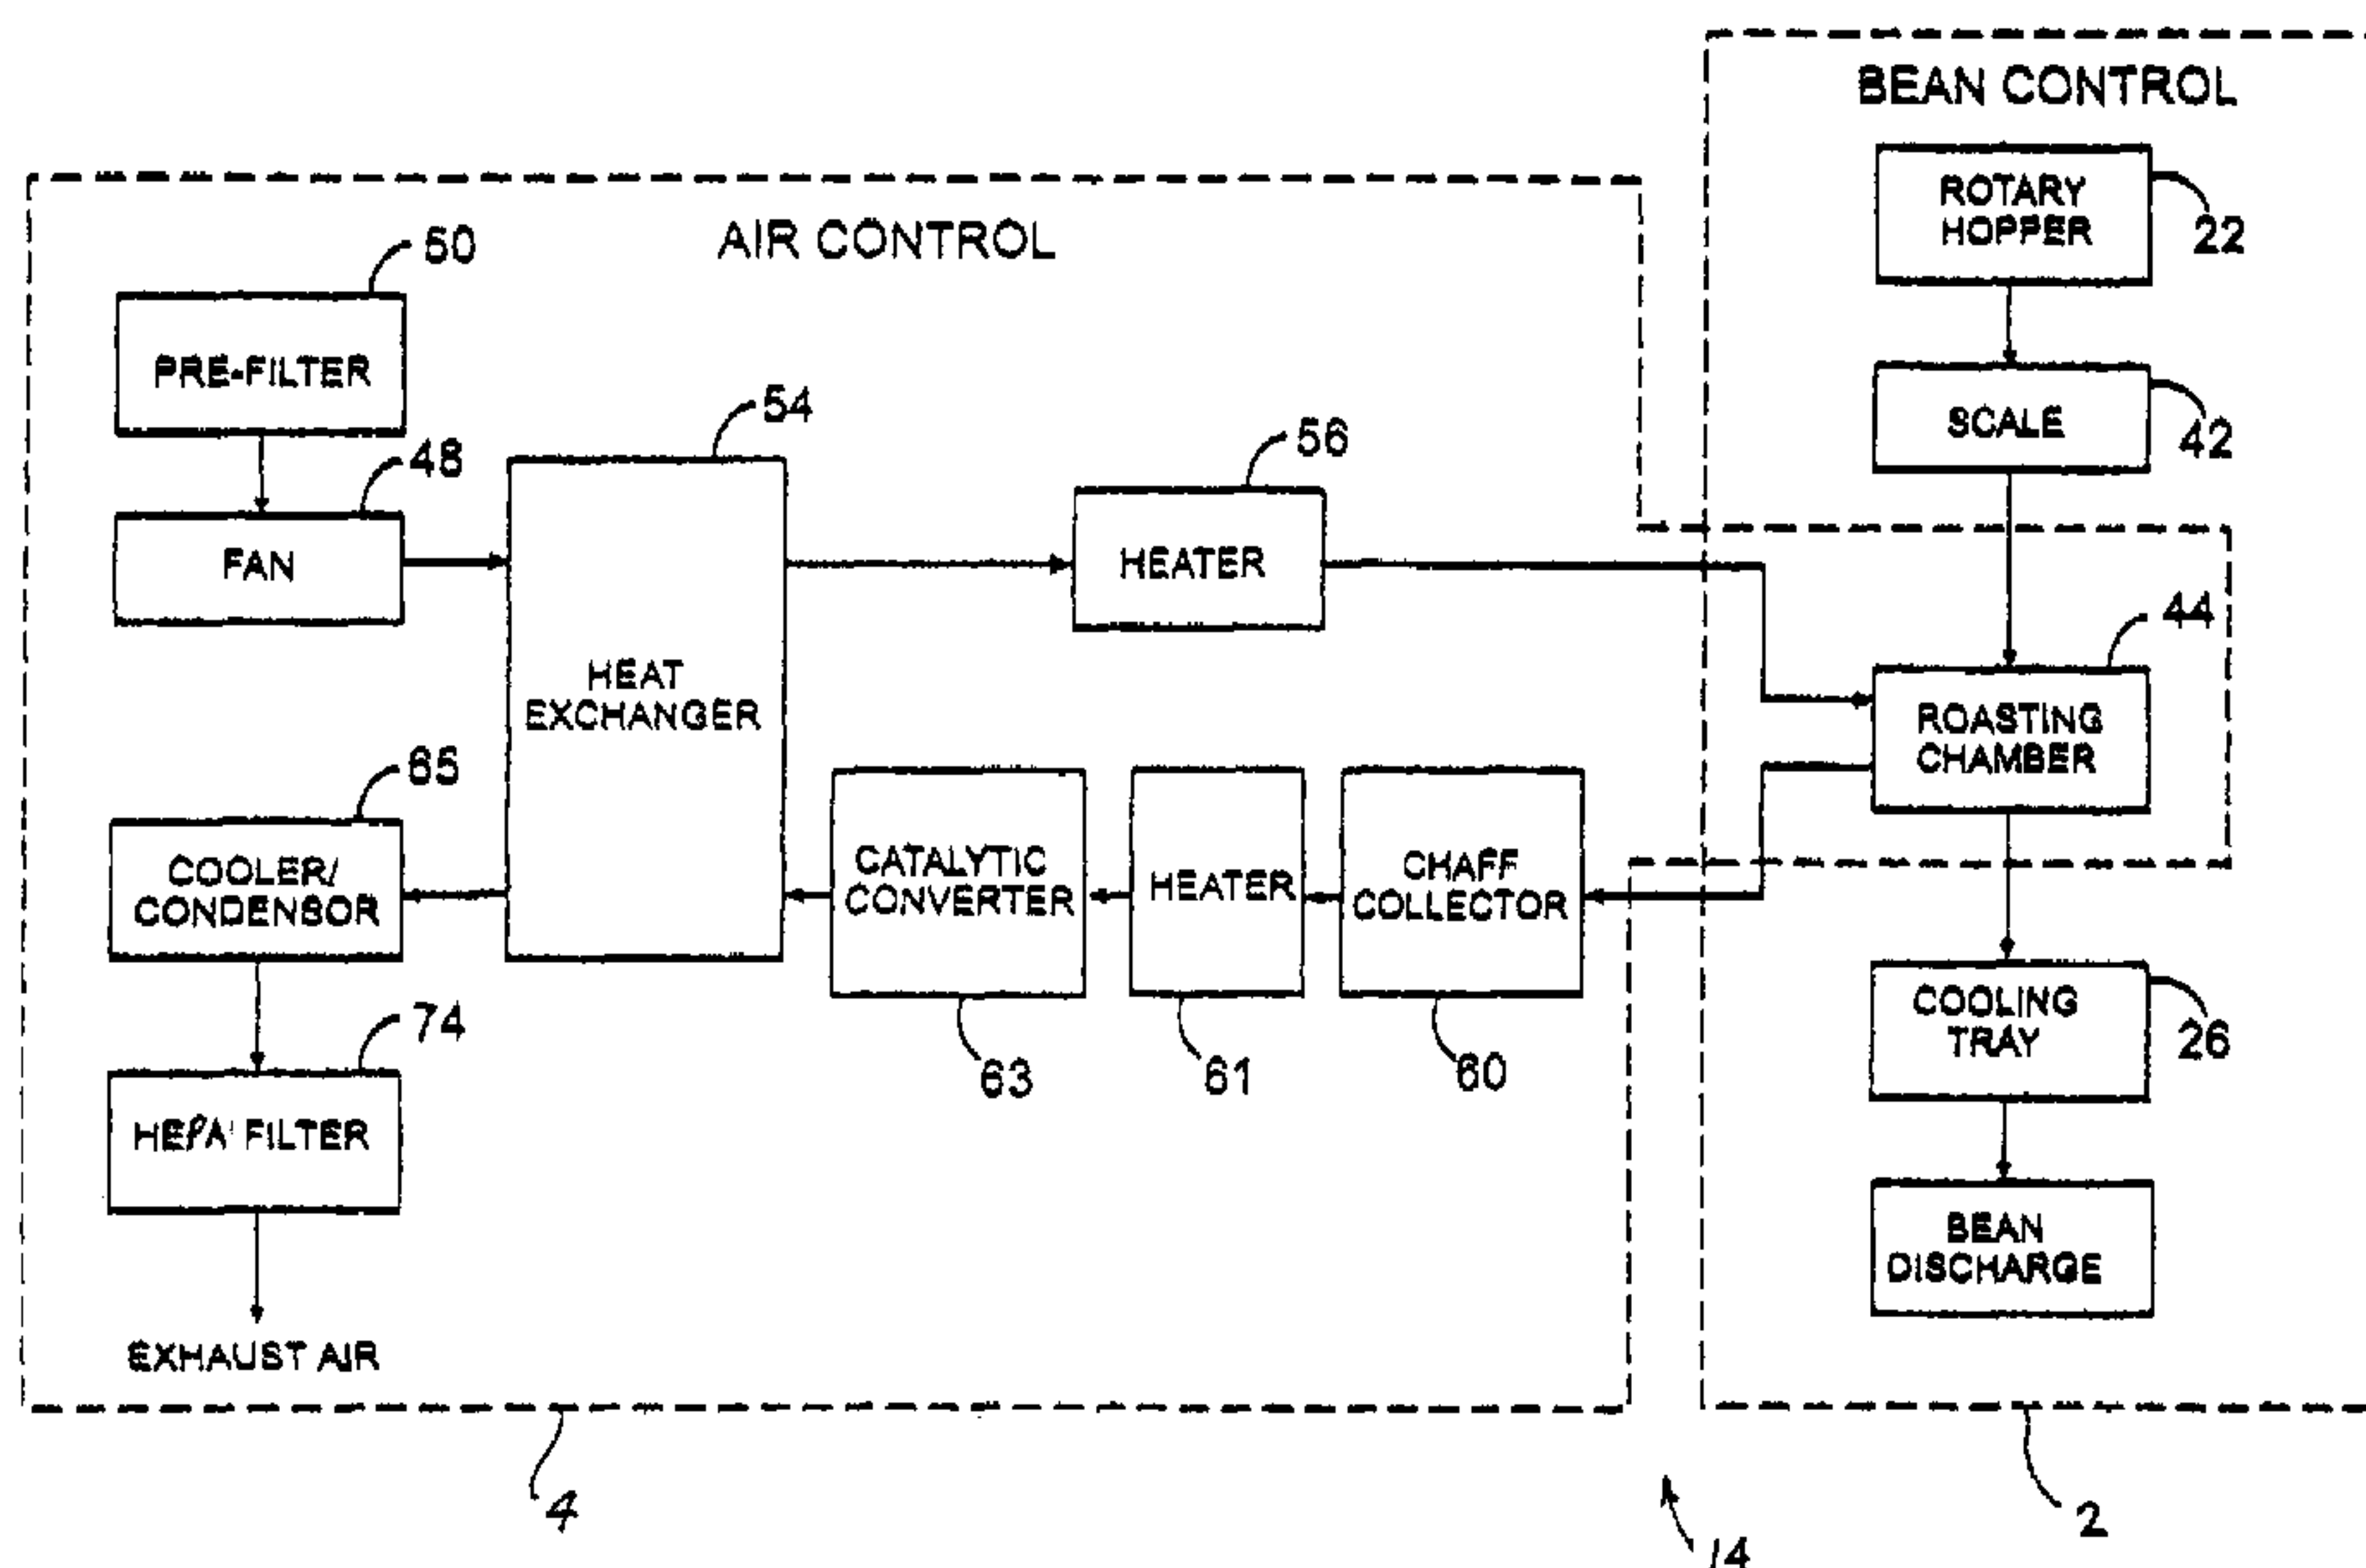 BEAN CONTROL
ROTARY
HOPPER
22
SCALE
42
AIR CONTROL
50
PRE-FILTER
48
FAN
54
HEAT
EXCHANGER
56
HEATER
44
ROASTING
CHAMBER
65
COOLER/
CONDENSOR
CATALYTIC
CONVERTER
63
HEATER
61
CHAFF
COLLECTOR
60
COOLING
TRAY
26
74
HEPA FILTER
BEAN
DISCHARGE
EXHAUST AIR
4
14
2